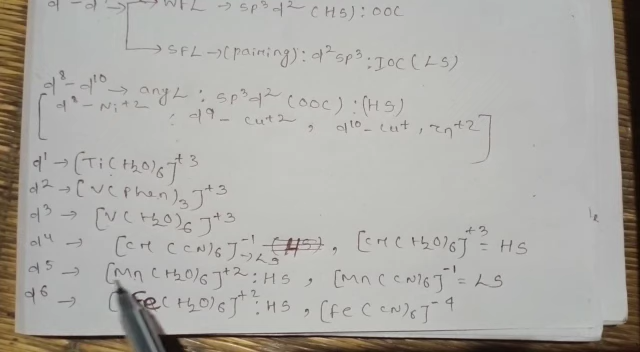 → WFL → sp³d² (HS) : OOC
→ SFL → (pairing) : d²sp³ : IOC (LS)
d⁸-d¹⁰ → any L : sp³d² (OOC) : (HS)
[ d⁸ - Ni+2 : d⁹ - Cu+2 , d¹⁰ - Cu+ , Zn+2 ]
d¹ → [Ti(H₂O)₆]+3
d² → [V(Phen)₃]+3
d³ → [V(H₂O)₆]+3
d⁴ → [Cr(CN)₆]-1 → LS , [Cr(H₂O)₆]+3 = HS
d⁵ → [Mn(H₂O)₆]+2 : HS , [Mn(CN)₆]-1 = LS
d⁶ → [Fe(H₂O)₆]+2 : HS , [Fe(CN)₆]-4